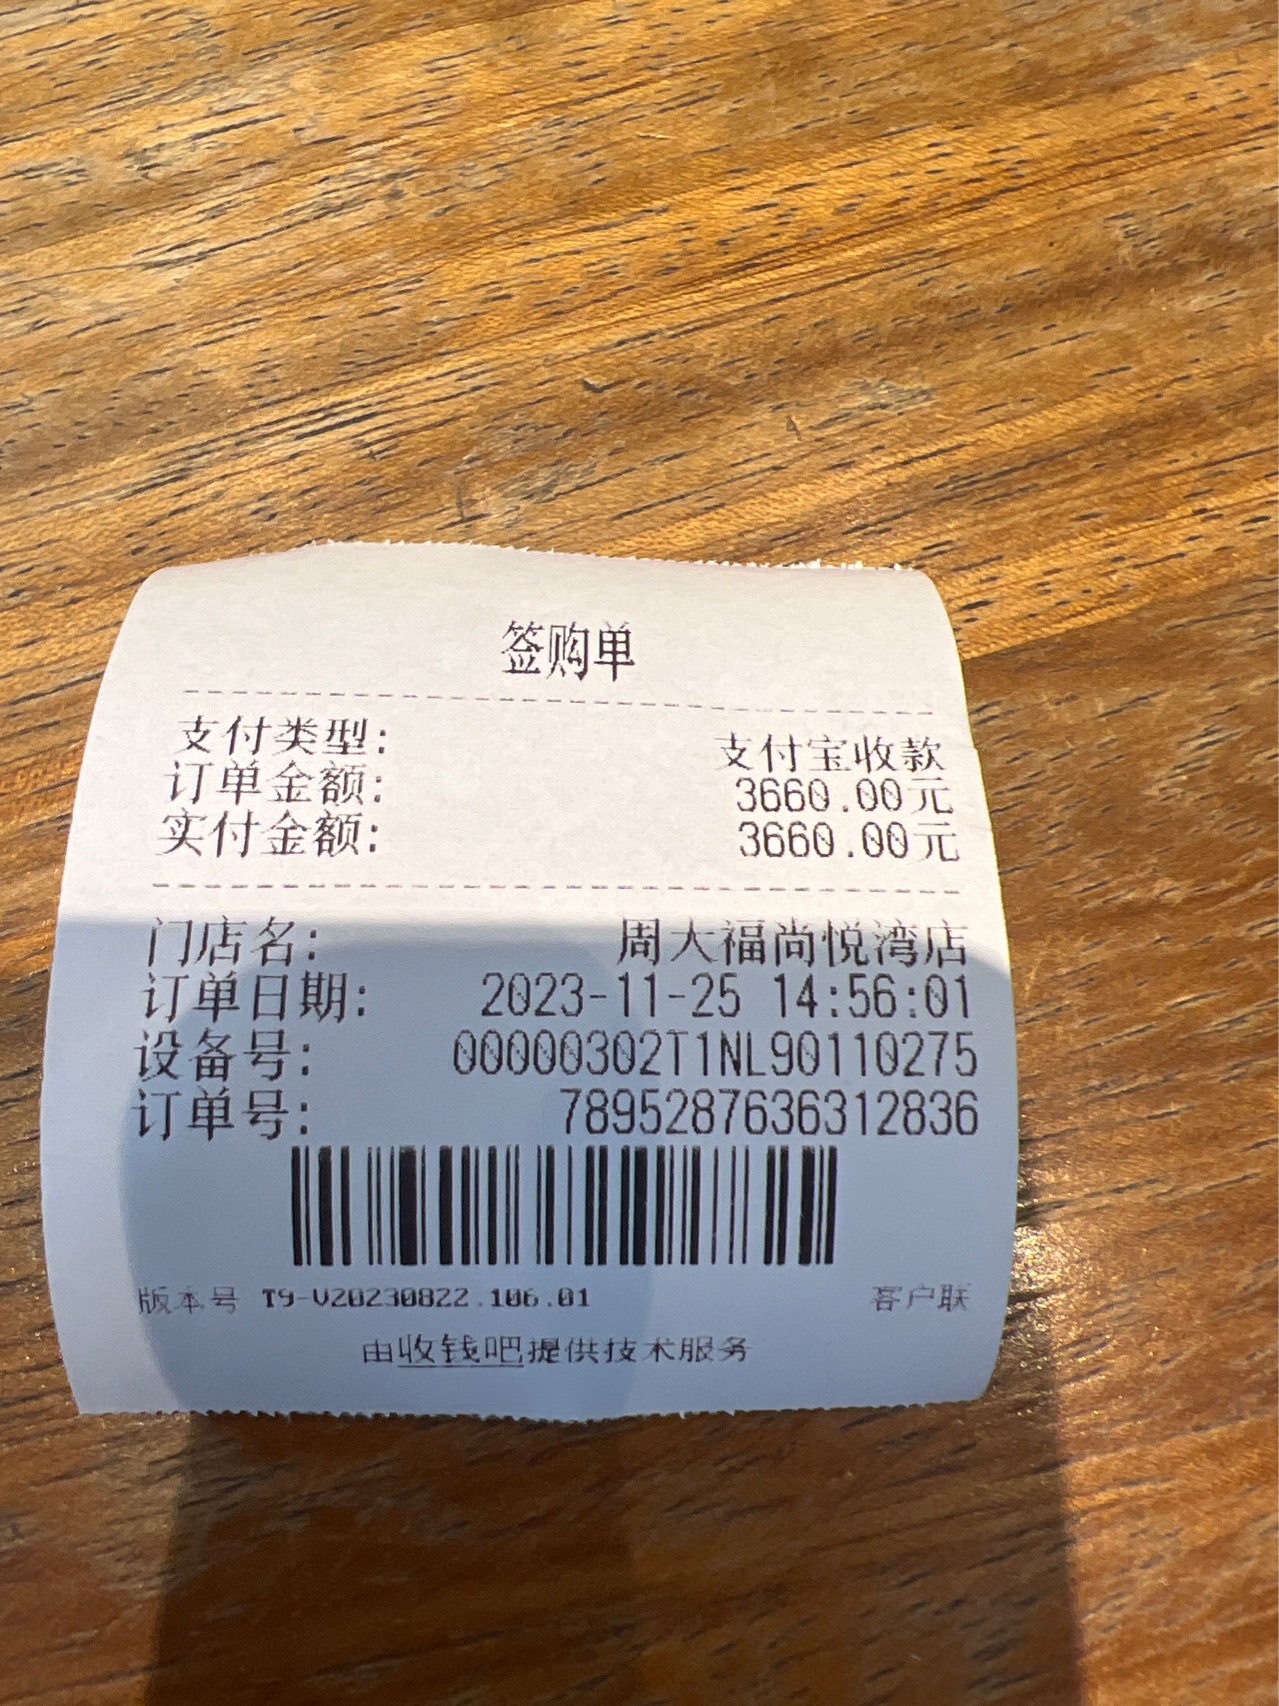 签购单
支付类型: 支付宝收款
订单金额: 3660.00元
实付金额: 3660.00元
门店名: 周大福尚悦湾店
订单日期: 2023-11-25 14:56:01
设备号: 00000302T1NL90110275
订单号: 7895287636312836
版本号 T9-V20230822.106.01 客户联
由收钱吧提供技术服务